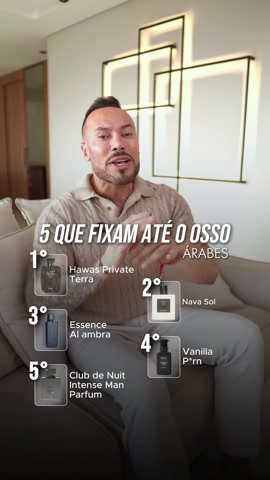 5 QUE FIXAM ATÉ O OSSO
ÁRABES
1°
Hawas Private
Terra
2°
Nava Sol
3°
Essence
Al ambra
4°
Vanilla
P*rn
5°
Club de Nuit
Intense Man
Parfum